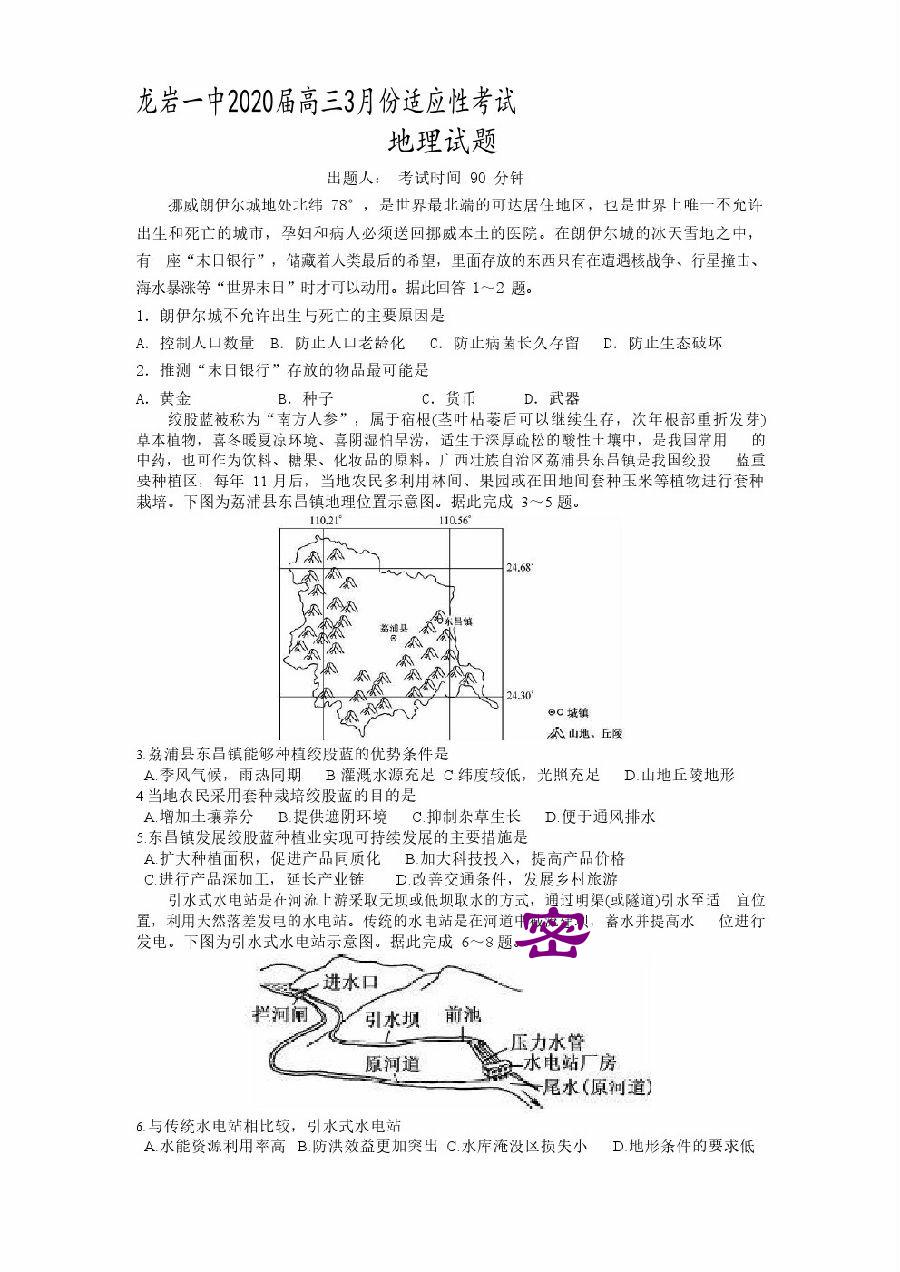 龙岩一中2020届高三3月份适应性考试
地理试题
出题人： 考试时间 90 分钟
挪威朗伊尔城地处北纬 78°，是世界最北端的可达居住地区，也是世界上唯一不允许
出生和死亡的城市，孕妇和病人必须送回挪威本土的医院。在朗伊尔城的冰天雪地之中，
有 座“末日银行”，储藏着人类最后的希望，里面存放的东西只有在遭遇核战争、行星撞击、
海水暴涨等“世界末日”时才可以动用。据此回答 1～2 题。
1．朗伊尔城不允许出生与死亡的主要原因是
A．控制人口数量 B．防止人口老龄化 C．防止病菌长久存留 D．防止生态破坏
2．推测“末日银行”存放的物品最可能是
A．黄金 B．种子 C．货币 D．武器
绞股蓝被称为“南方人参”，属于宿根(茎叶枯萎后可以继续生存，次年根部重折发芽)
草本植物，喜冬暖夏凉环境、喜阴湿怕旱涝，适生于深厚疏松的酸性土壤中，是我国常用 的
中药，也可作为饮料、糖果、化妆品的原料。广西壮族自治区荔浦县东昌镇是我国绞股 蓝重
要种植区，每年 11 月后，当地农民多利用林间、果园或在田地间套种玉米等植物进行套种
栽培。下图为荔浦县东昌镇地理位置示意图。据此完成 3～5 题。
110.21° 110.56°
24.68°
荔浦县
东昌镇
24.30°
城镇
山地、丘陵
3.荔浦县东昌镇能够种植绞股蓝的优势条件是
A.季风气候，雨热同期 B灌溉水源充足 C纬度较低，光照充足 D.山地丘陵地形
4当地农民采用套种栽培绞股蓝的目的是
A.增加土壤养分 B.提供遮阴环境 C.抑制杂草生长 D.便于通风排水
5.东昌镇发展绞股蓝种植业实现可持续发展的主要措施是
A.扩大种植面积，促进产品同质化 B.加大科技投入，提高产品价格
C.进行产品深加工，延长产业链 D.改善交通条件，发展乡村旅游
引水式水电站是在河流上游采取无坝或低坝取水的方式，通过明渠(或隧道)引水至适 宜位
置，利用天然落差发电的水电站。传统的水电站是在河道中 ，蓄水并提高水 位进行
发电。下图为引水式水电站示意图。据此完成 6～8题。
密
进水口
拦河闸
引水坝
前池
压力水管
水电站厂房
原河道
尾水(原河道)
6.与传统水电站相比较，引水式水电站
A.水能资源利用率高 B.防洪效益更加突出 C.水库淹没区损失小 D.地形条件的要求低